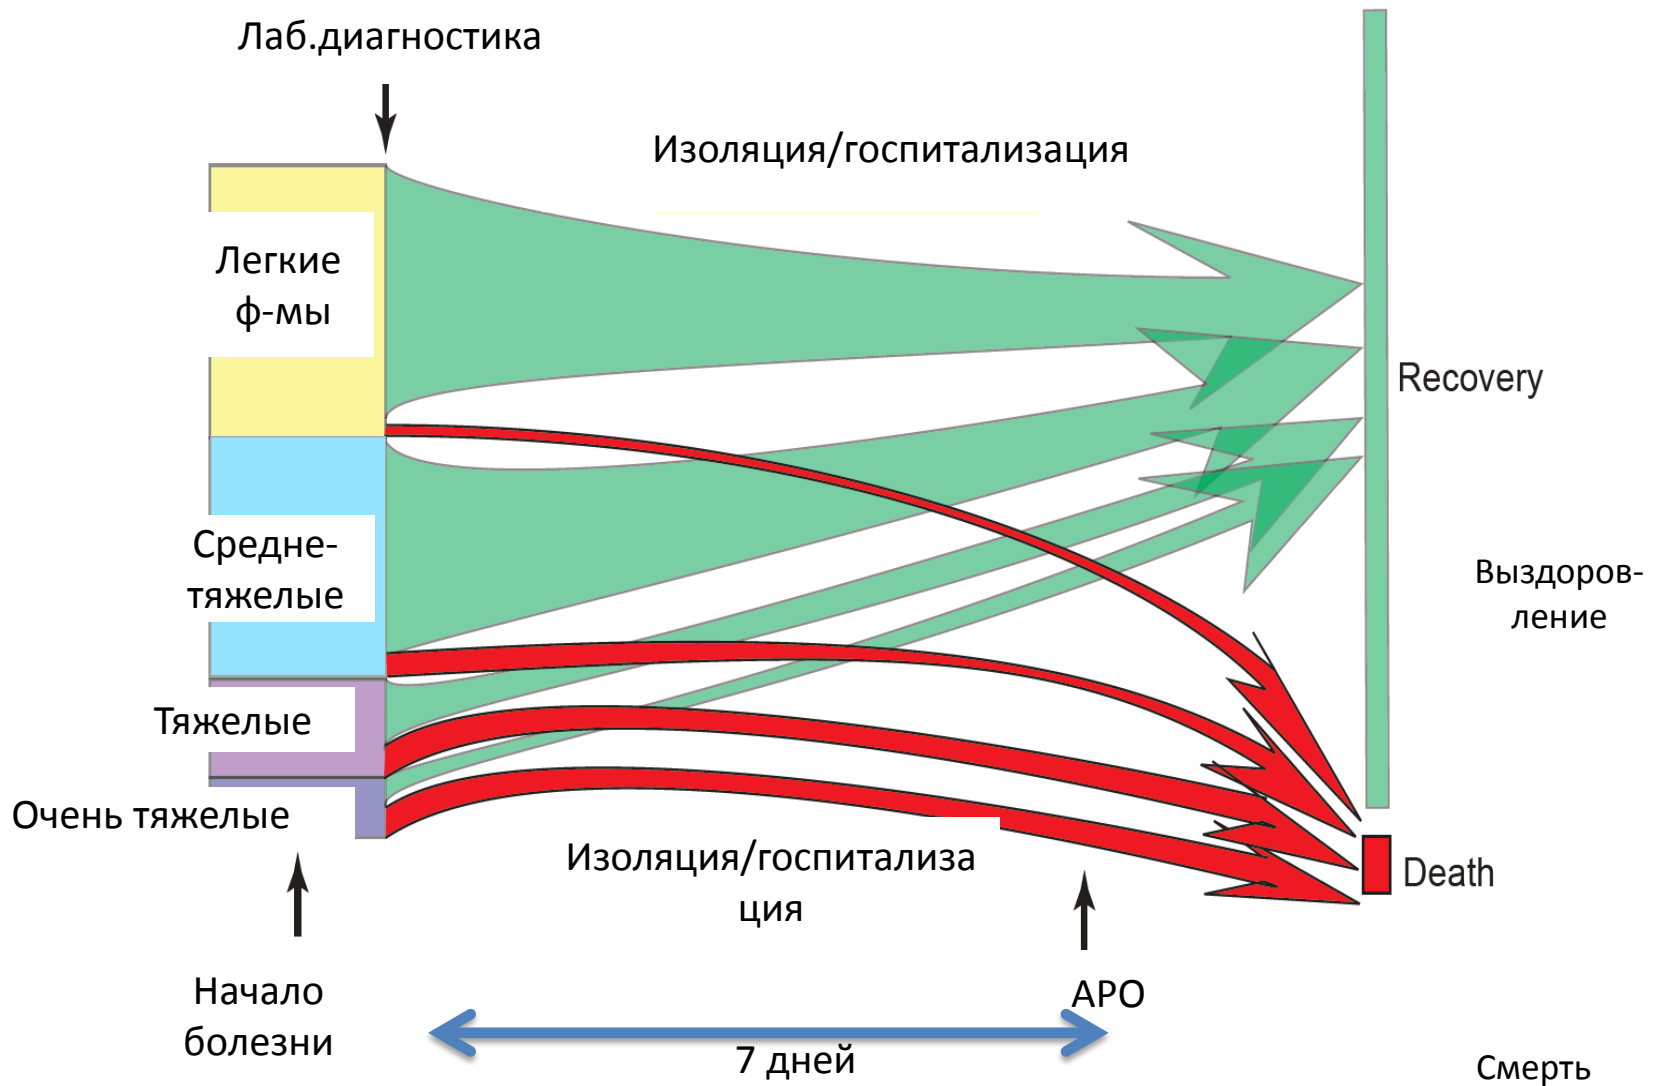 Лаб.диагностика
Изоляция/госпитализация
Легкие
ф-мы
Recovery
Средне-
тяжелые
Выздоров-
ление
Тяжелые
Очень тяжелые
Изоляция/госпитализа
ция
Death
Начало
болезни
АРО
7 дней
Смерть